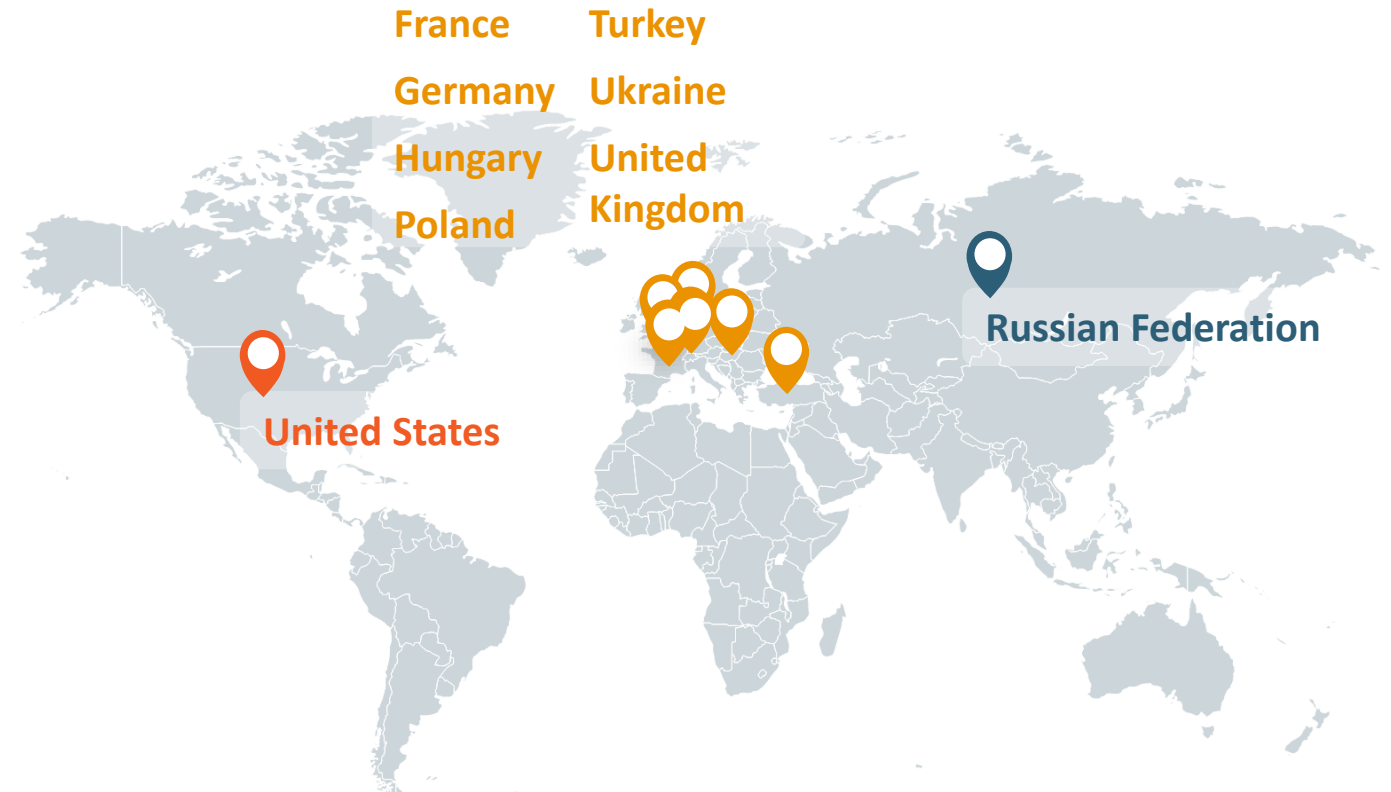 France
Germany
Hungary
Poland
Turkey
Ukraine
United
Kingdom
Russian Federation
United States